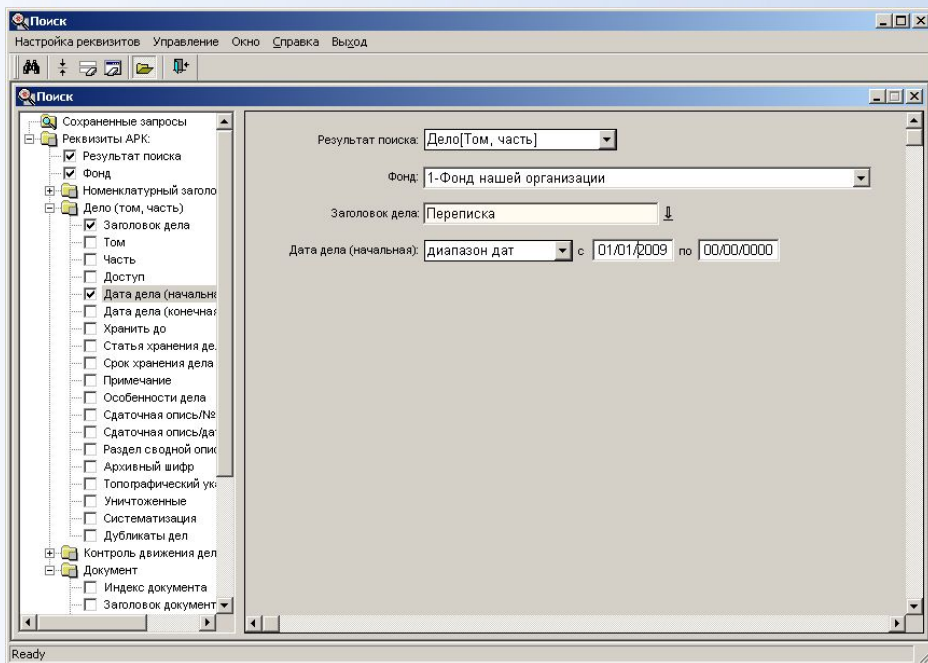 Поиск
Настройка реквизитов Управление Окно Справка Выход
Поиск
Сохраненные запросы
Реквизиты АРК:
Результат поиска
Фонд
Номенклатурный заголо
Дело (том, часть)
Заголовок дела
Том
Часть
Доступ
Дата дела (начальна
Дата дела (конечная
Хранить до
Статья хранения де.
Срок хранения дела
Примечание
Особенности дела
Сдаточная опись/№
Сдаточная опись/да
Раздел сводной опи
Архивный шифр
Топографический ук
Уничтоженные
Систематизация
Дубликаты дел
Контроль движения дел
Документ
Индекс документа
Заголовок документ
Результат поиска: Дело[Том, часть]
Фонд: 1-Фонд нашей организации
Заголовок дела: Переписка
Дата дела (начальная): диапазон дат с 01/01/2009 по 00/00/0000
Ready